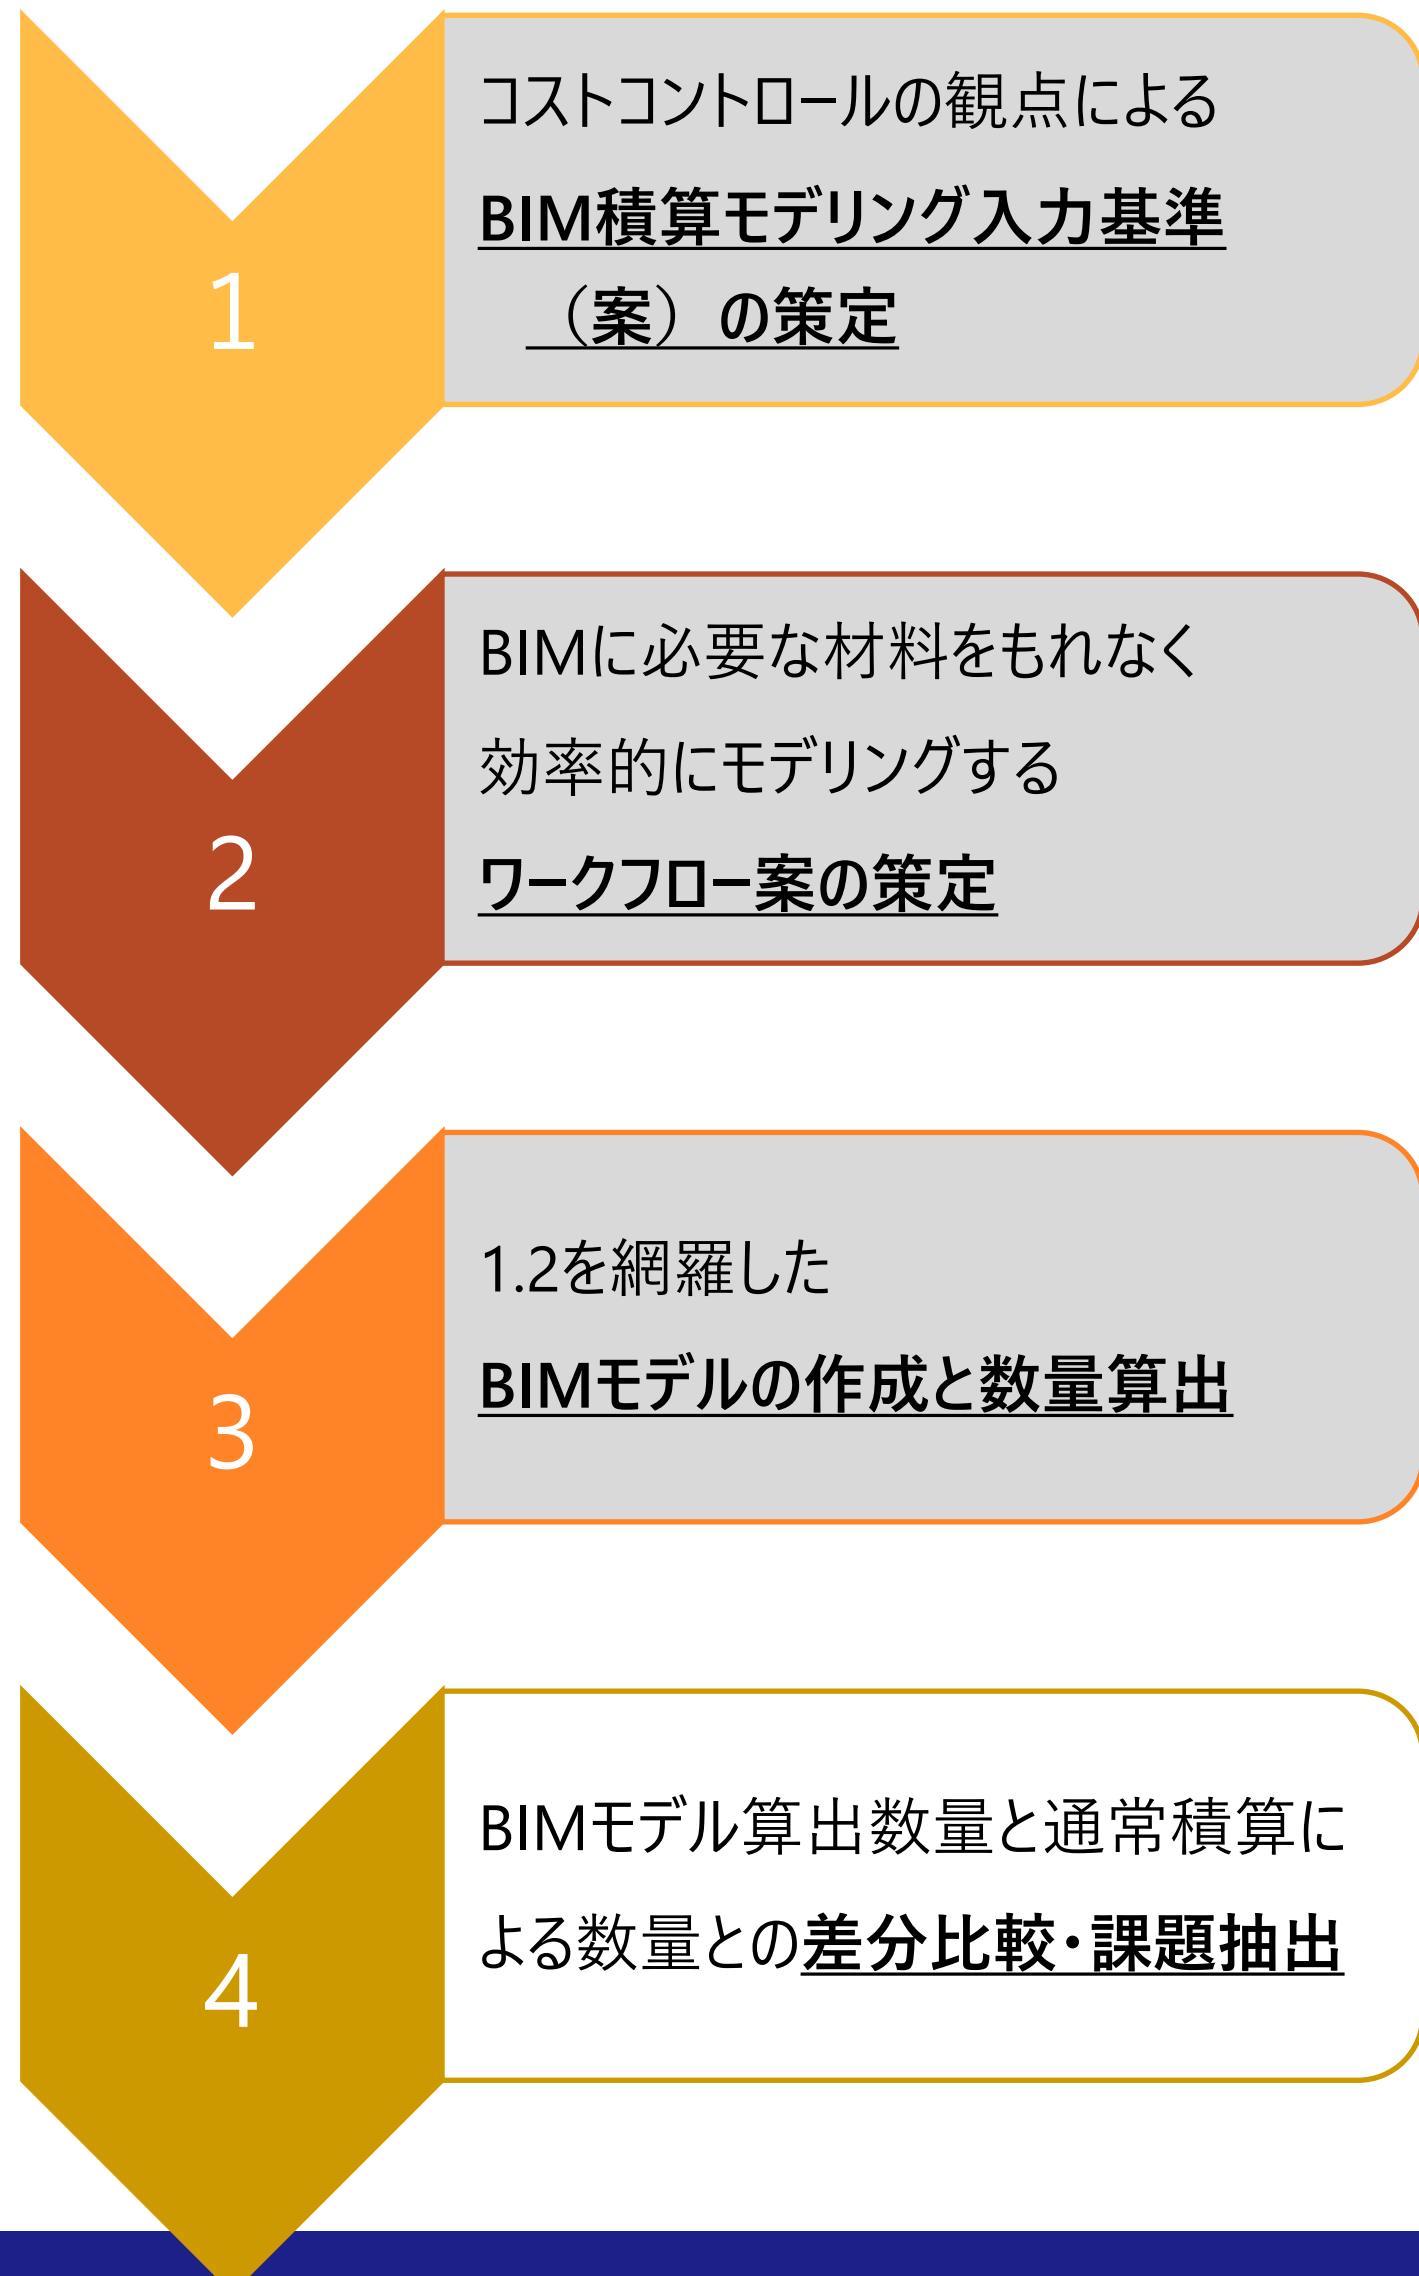 1
コストコントロールの観点による
BIM積算モデリング入力基準
（案）の策定
2
BIMに必要な材料をもれなく
効率的にモデリングする
ワークフロー案の策定
3
1.2を網羅した
BIMモデルの作成と数量算出
4
BIMモデル算出数量と通常積算に
よる数量との差分比較・課題抽出